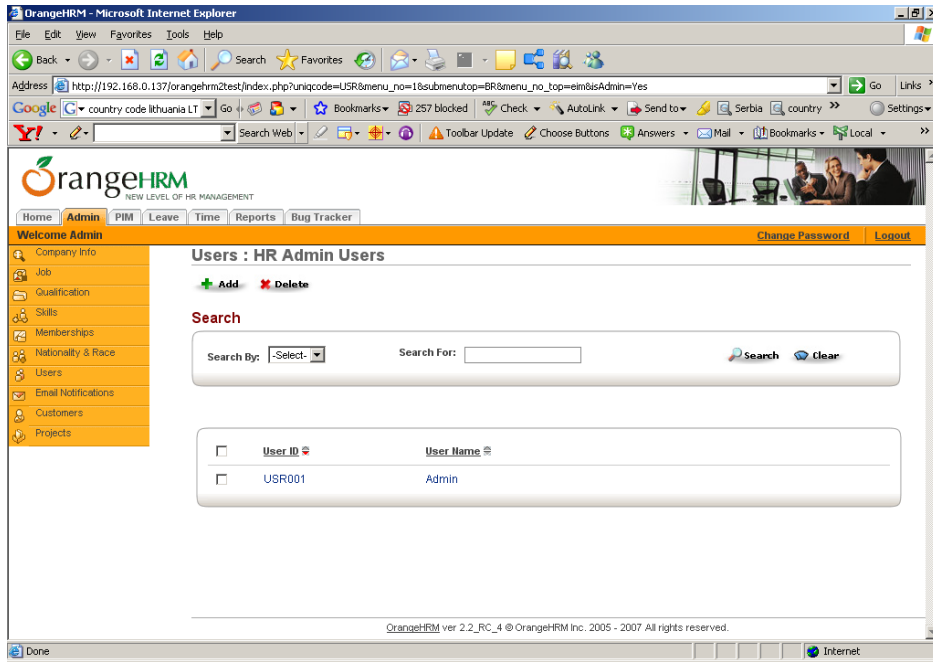 OrangeHRM - Microsoft Internet Explorer
File Edit View Favorites Tools Help
Back Search Favorites
Address http://192.168.0.137/orangehrm2test/index.php?uniqcode=USR&menu_no=1&submenutop=BR&menu_no_top=eim&isAdmin=Yes Go Links »
Google G country code lithuania LT Go Bookmarks 257 blocked ABC Check AutoLink Send to Serbia country » Settings
Y! Search Web Toolbar Update Choose Buttons Answers Mail Bookmarks Local »
OrangeHRM
NEW LEVEL OF HR MANAGEMENT
Home Admin PIM Leave Time Reports Bug Tracker
Welcome Admin Change Password Logout
Company Info
Job
Qualification
Skills
Memberships
Nationality & Race
Users
Email Notifications
Customers
Projects
Users : HR Admin Users
Add Delete
Search
Search By: -Select- Search For: Search Clear
User ID User Name
USR001 Admin
OrangeHRM ver 2.2_RC_4 © OrangeHRM Inc. 2005 - 2007 All rights reserved.
Done Internet